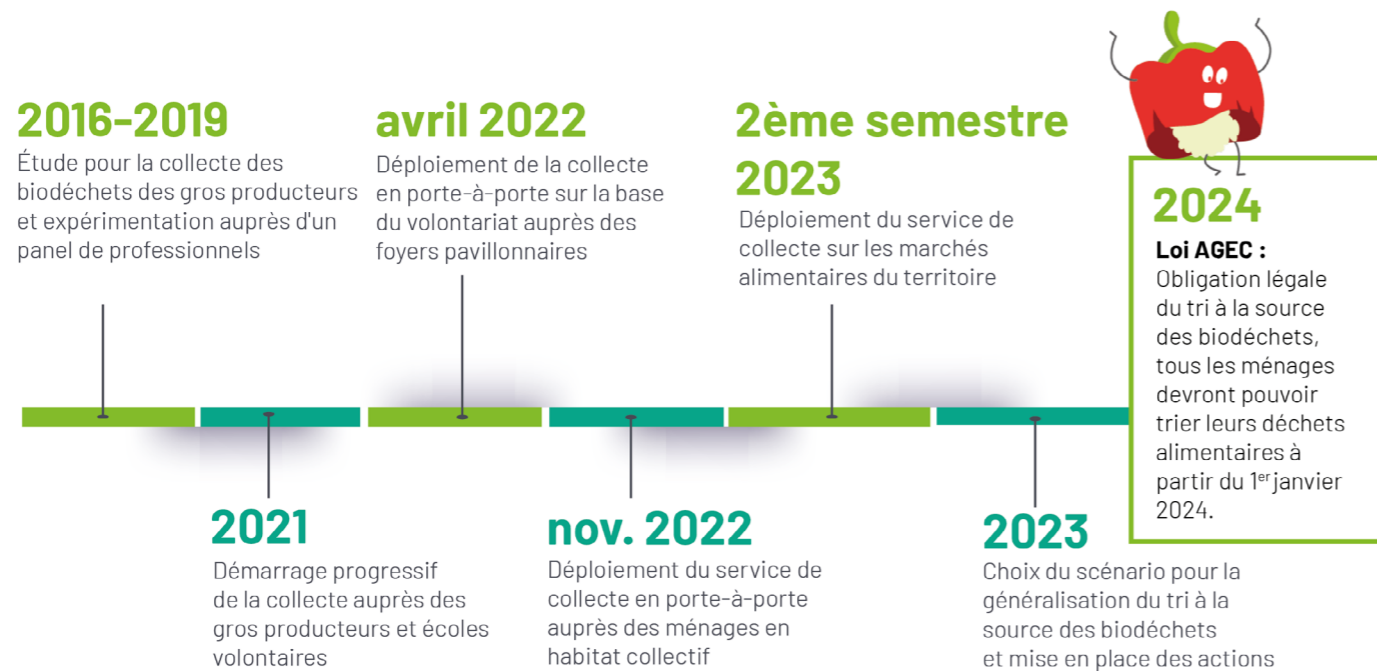 2016-2019
Étude pour la collecte des
biodéchets des gros producteurs
et expérimentation auprès d'un
panel de professionnels
2021
Démarrage progressif
de la collecte auprès des
gros producteurs et écoles
volontaires
avril 2022
Déploiement de la collecte
en porte-à-porte sur la base
du volontariat auprès des
foyers pavillonnaires
nov. 2022
Déploiement du service de
collecte en porte-à-porte
auprès des ménages en
habitat collectif
2ème semestre
2023
Déploiement du service de
collecte sur les marchés
alimentaires du territoire
2023
Choix du scénario pour la
généralisation du tri à la
source des biodéchets
et mise en place des actions
2024
Loi AGEC :
Obligation légale
du tri à la source
des biodéchets,
tous les ménages
devront pouvoir
trier leurs déchets
alimentaires à
partir du 1er janvier
2024.